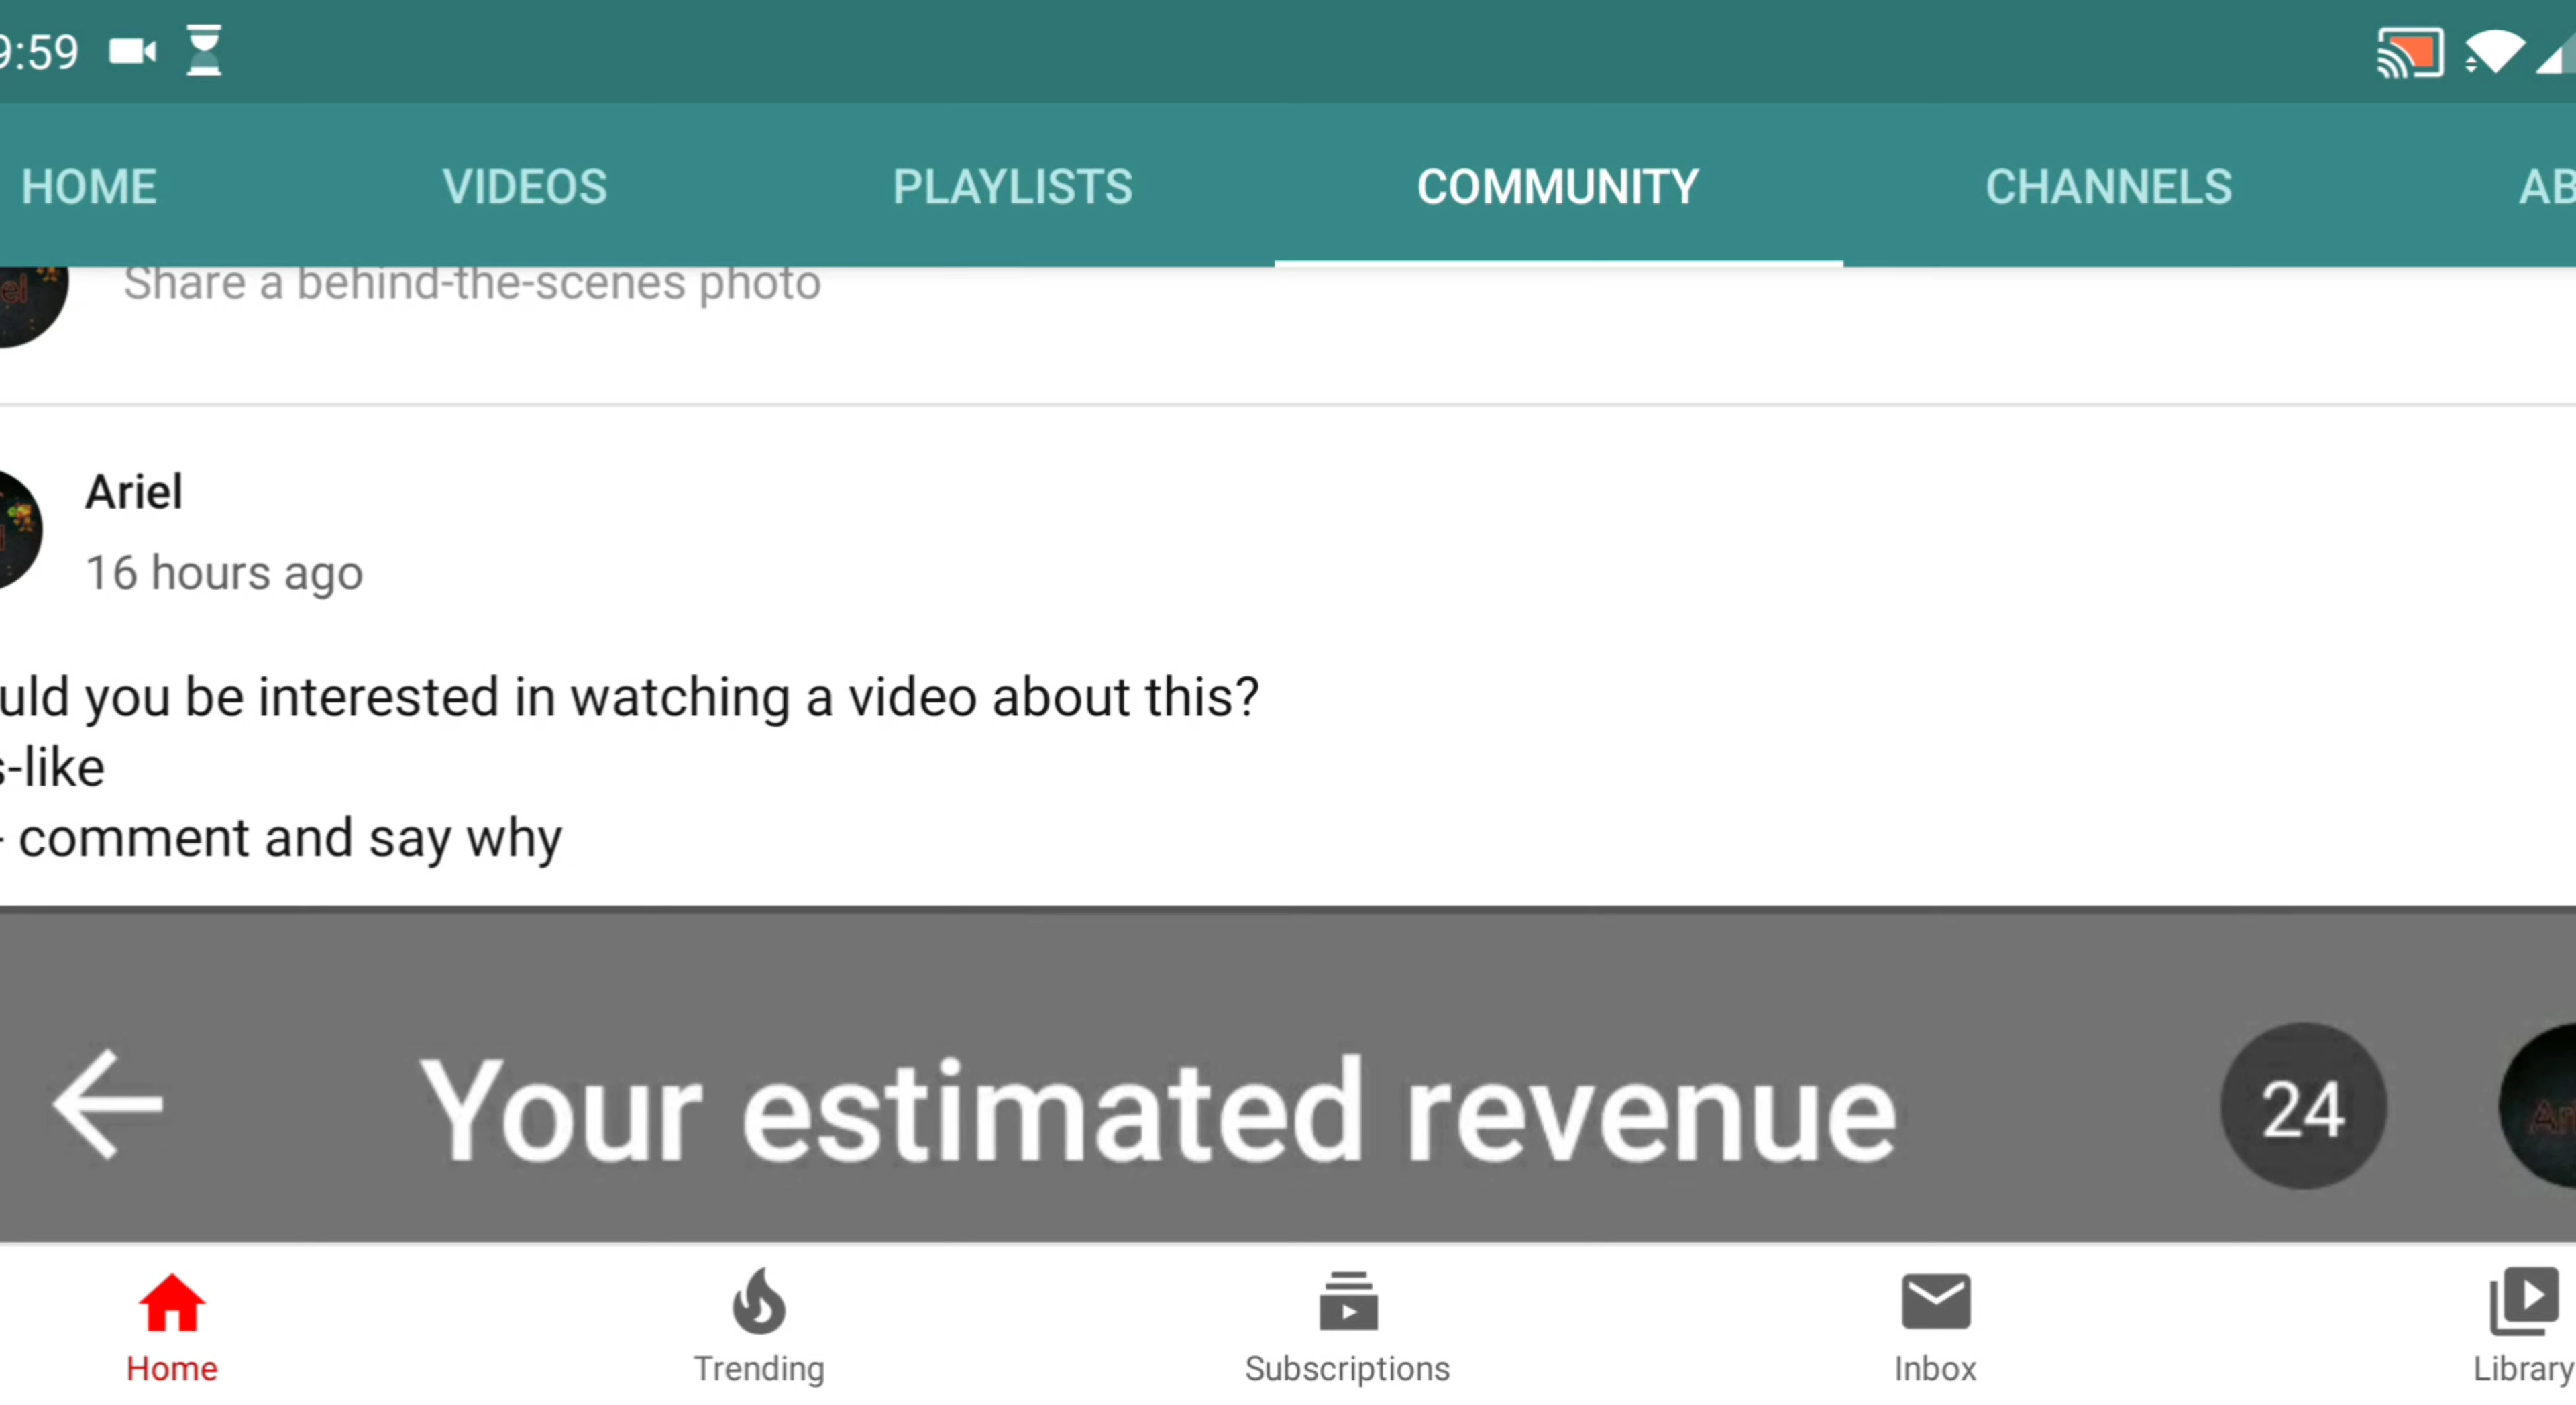 9:59
HOME VIDEOS PLAYLISTS COMMUNITY CHANNELS AB
Share a behind-the-scenes photo
Ariel
16 hours ago
uld you be interested in watching a video about this?
s-like
- comment and say why
Your estimated revenue 24
Home Trending Subscriptions Inbox Library